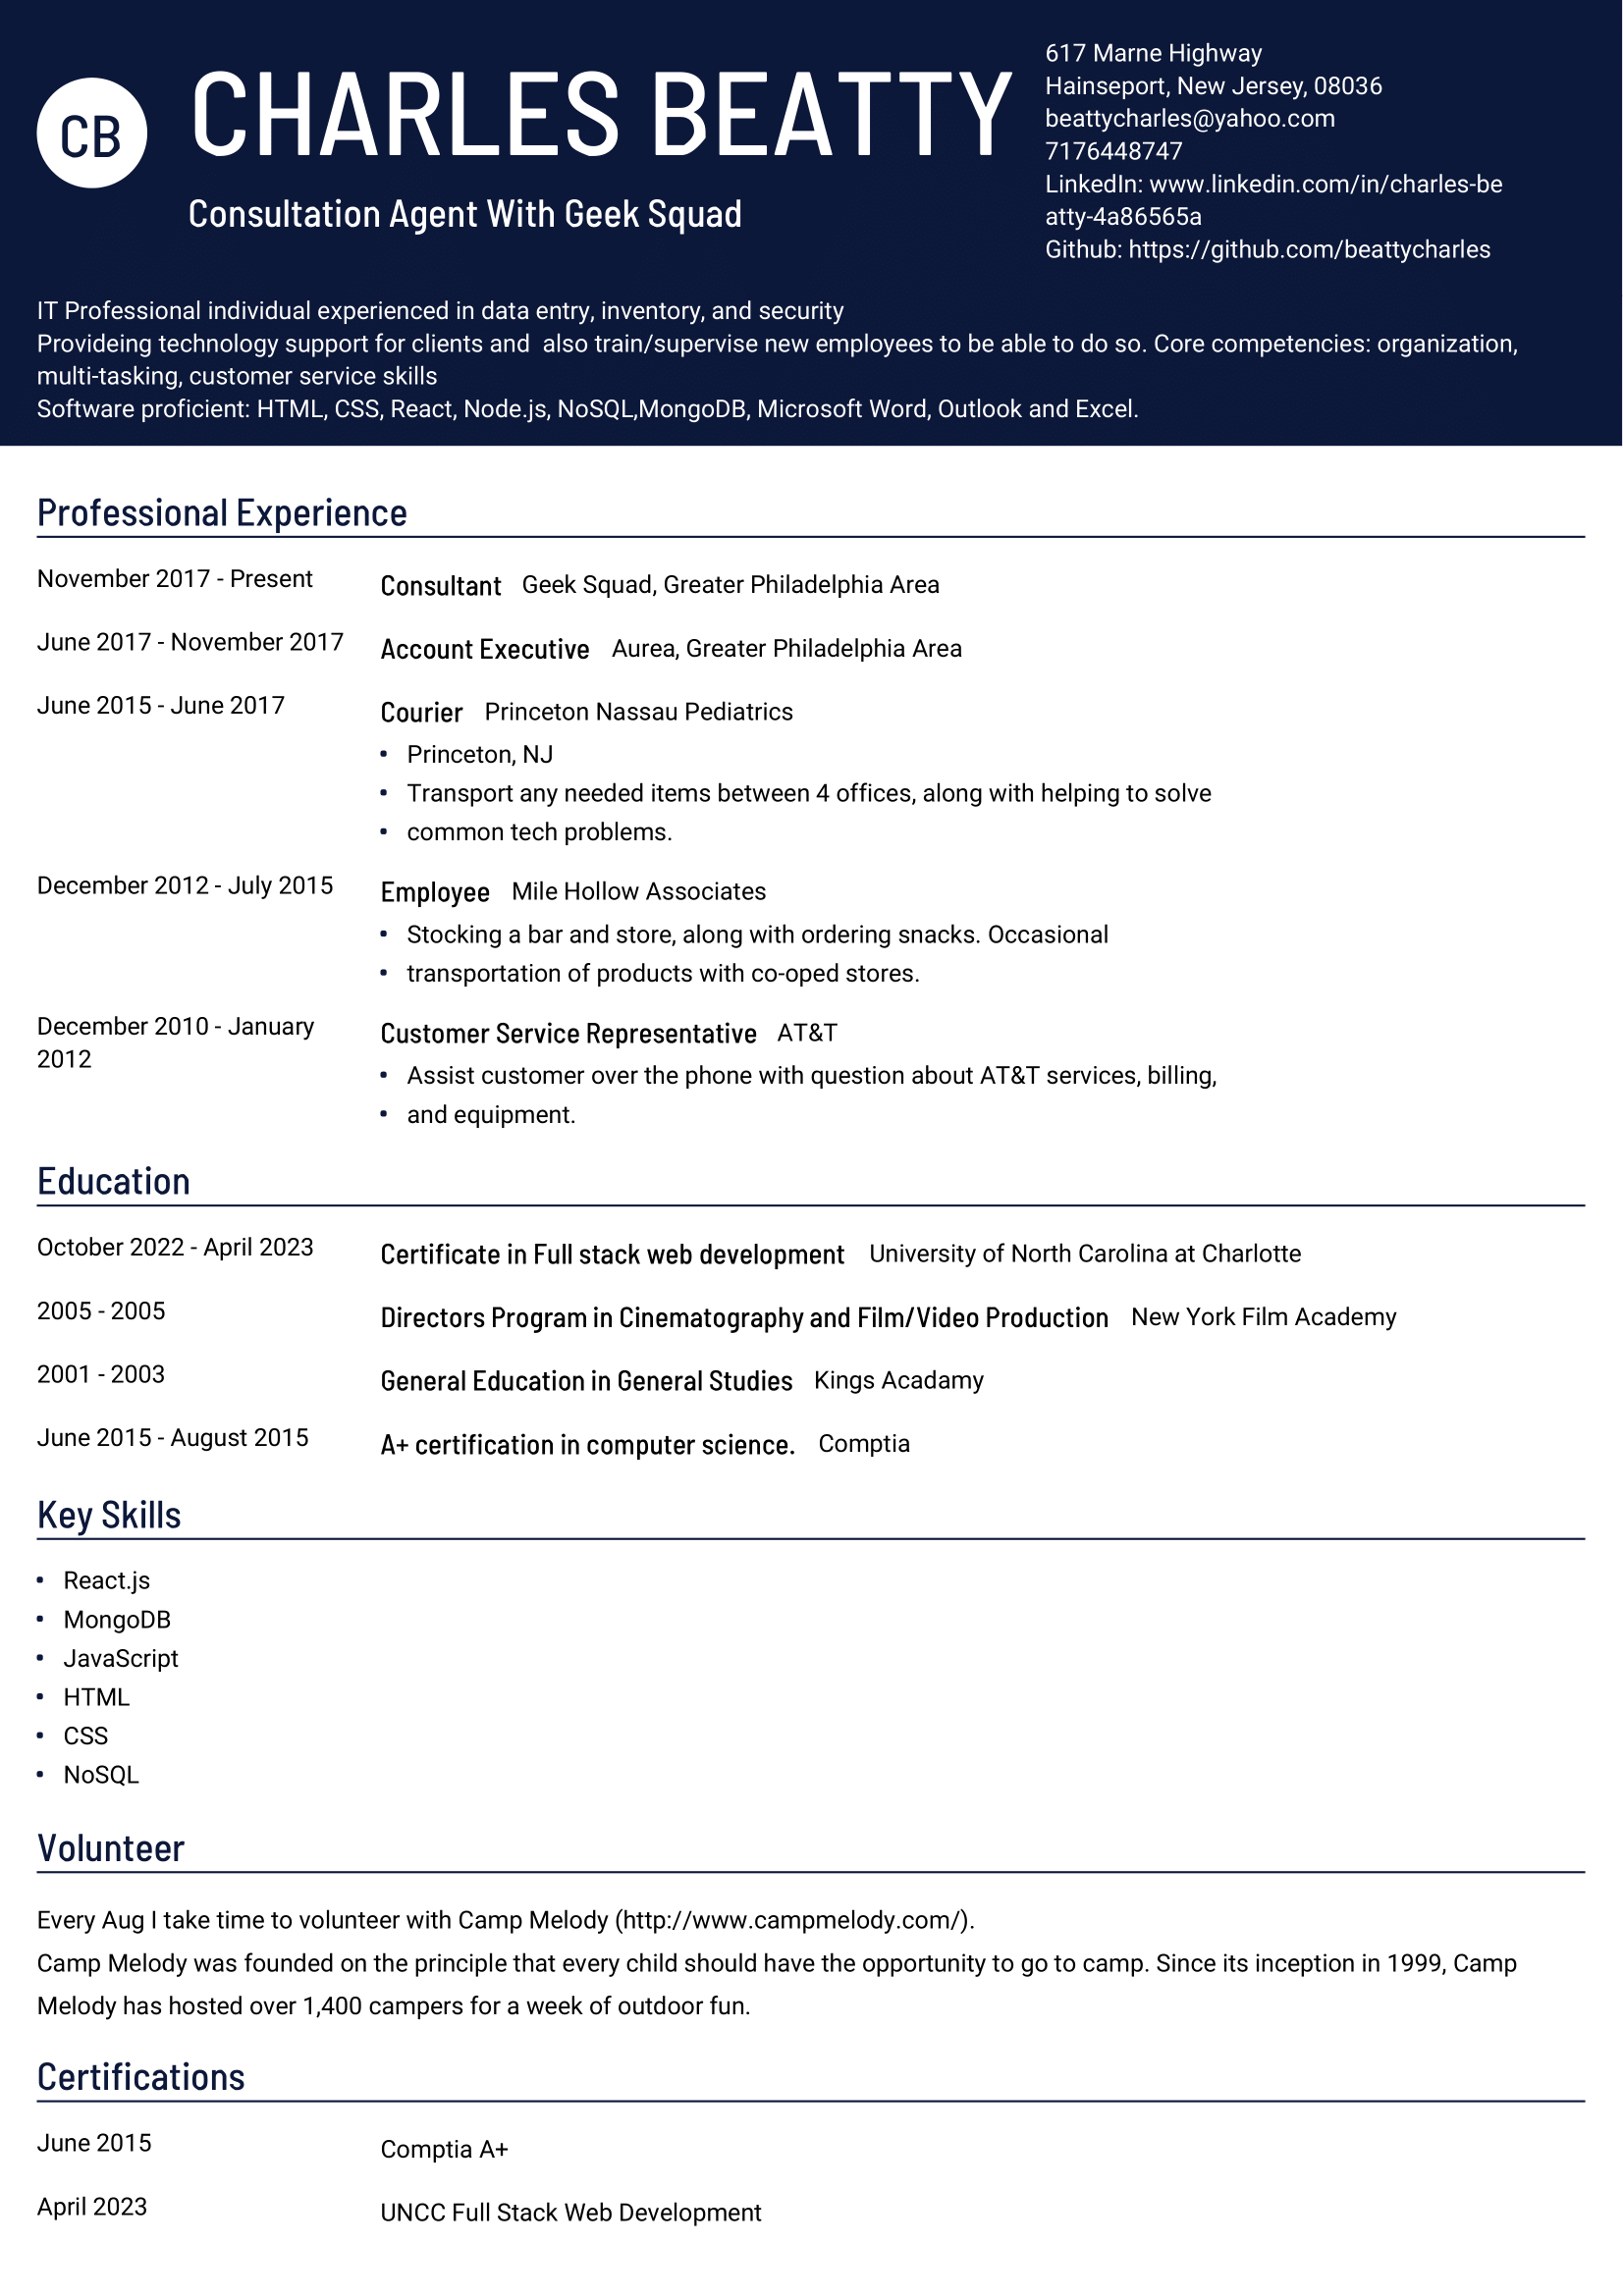 CB
CHARLES BEATTY
Consultation Agent With Geek Squad
617 Marne Highway
Hainseport, New Jersey, 08036
beattycharles@yahoo.com
7176448747
LinkedIn: www.linkedin.com/in/charles-be
atty-4a86565a
Github: https://github.com/beattycharles
IT Professional individual experienced in data entry, inventory, and security
Provideing technology support for clients and  also train/supervise new employees to be able to do so. Core competencies: organization,
multi-tasking, customer service skills
Software proficient: HTML, CSS, React, Node.js, NoSQL,MongoDB, Microsoft Word, Outlook and Excel.
Professional Experience
November 2017 - Present Consultant Geek Squad, Greater Philadelphia Area
June 2017 - November 2017 Account Executive Aurea, Greater Philadelphia Area
June 2015 - June 2017 Courier Princeton Nassau Pediatrics
• Princeton, NJ
• Transport any needed items between 4 offices, along with helping to solve
• common tech problems.
December 2012 - July 2015 Employee Mile Hollow Associates
• Stocking a bar and store, along with ordering snacks. Occasional
• transportation of products with co-oped stores.
December 2010 - January
2012
Customer Service Representative AT&T
• Assist customer over the phone with question about AT&T services, billing,
• and equipment.
Education
October 2022 - April 2023 Certificate in Full stack web development University of North Carolina at Charlotte
2005 - 2005 Directors Program in Cinematography and Film/Video Production New York Film Academy
2001 - 2003 General Education in General Studies Kings Acadamy
June 2015 - August 2015 A+ certification in computer science. Comptia
Key Skills
• React.js
• MongoDB
• JavaScript
• HTML
• CSS
• NoSQL
Volunteer
Every Aug I take time to volunteer with Camp Melody (http://www.campmelody.com/).
Camp Melody was founded on the principle that every child should have the opportunity to go to camp. Since its inception in 1999, Camp
Melody has hosted over 1,400 campers for a week of outdoor fun.
Certifications
June 2015 Comptia A+
April 2023 UNCC Full Stack Web Development